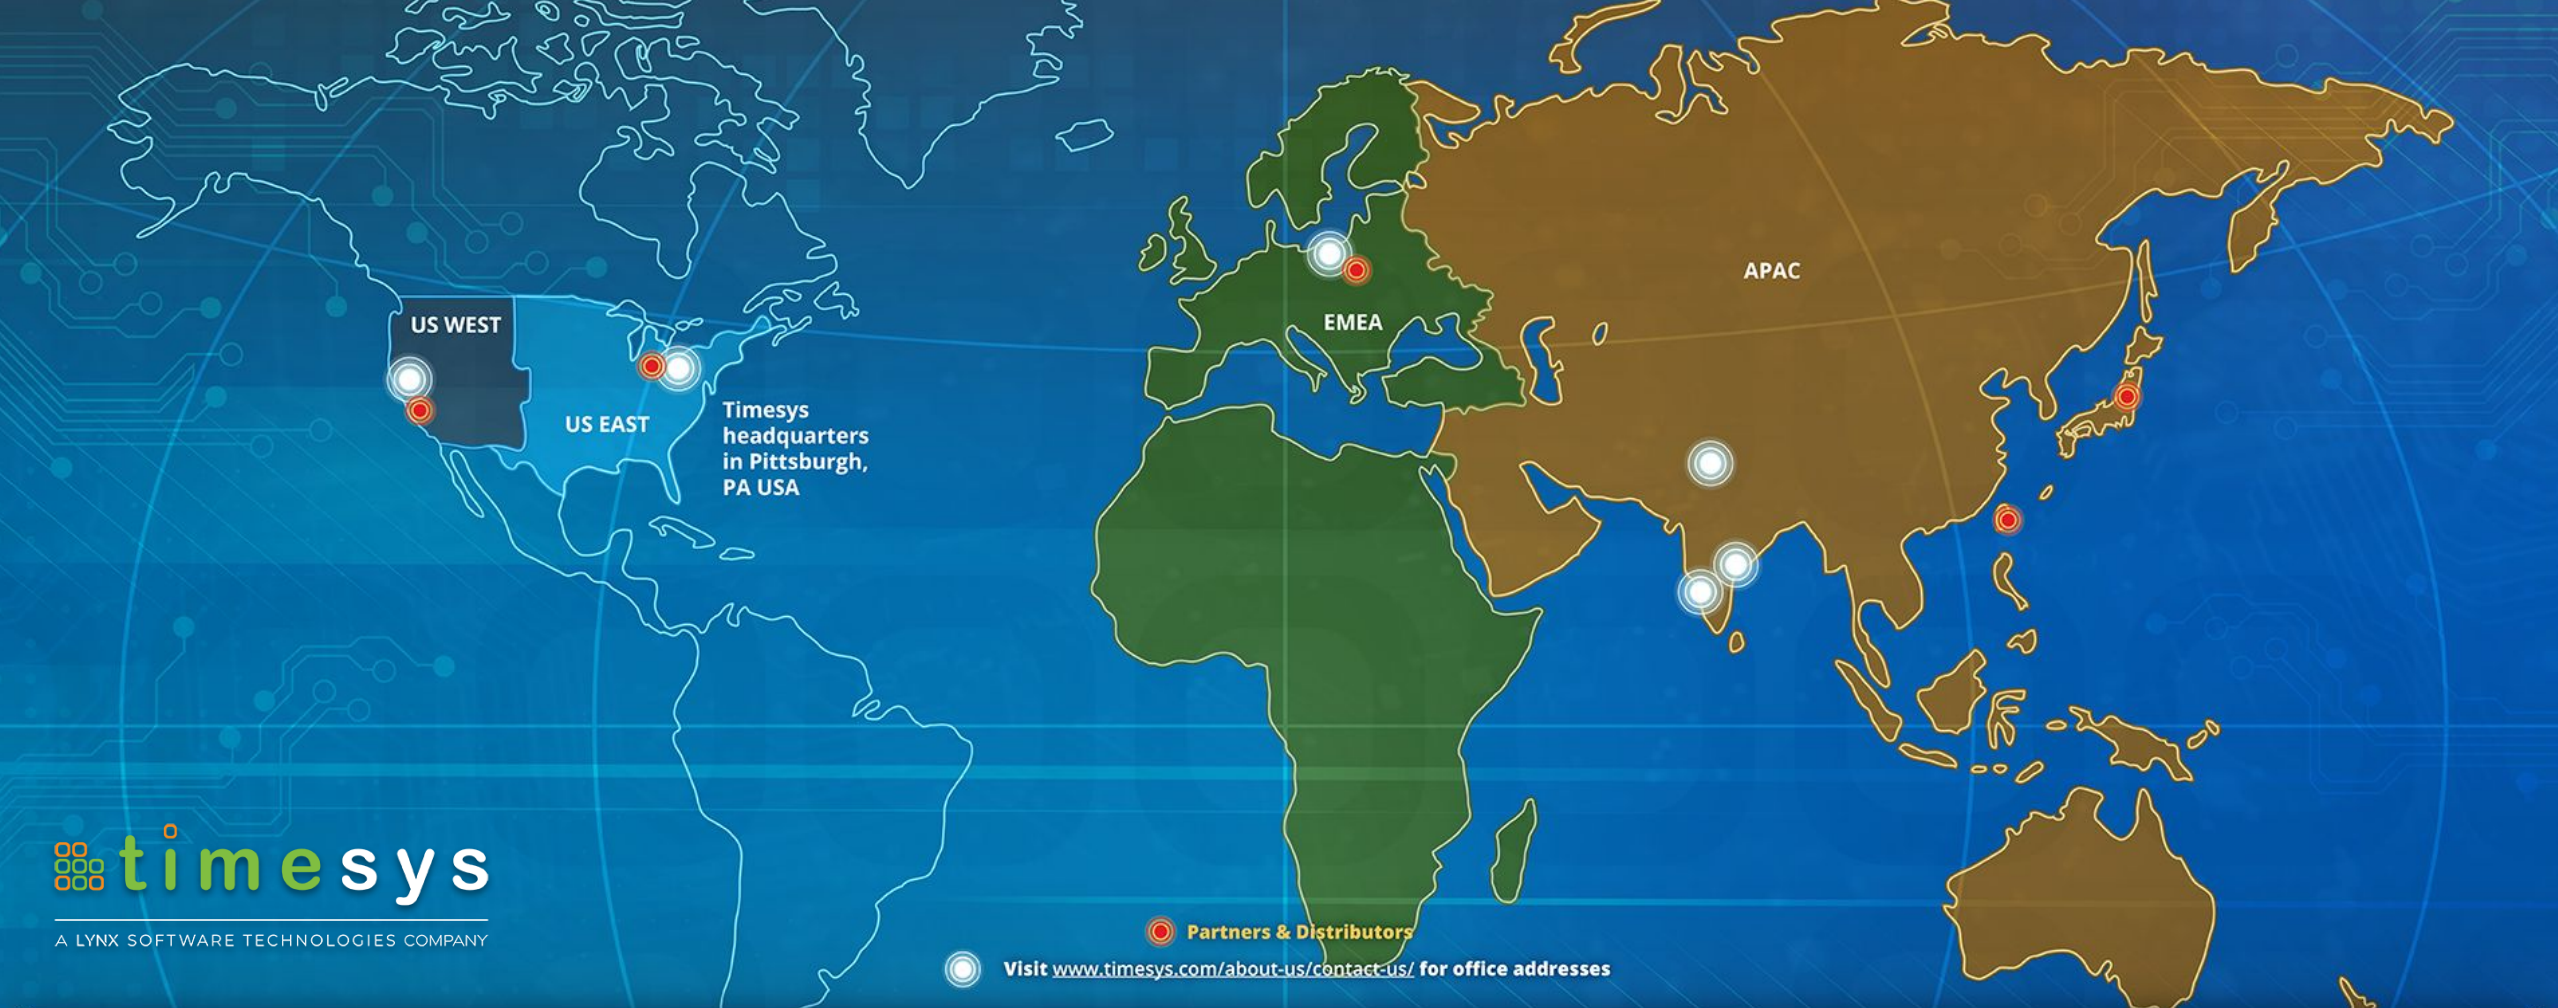 US WEST
US EAST
Timesys
headquarters
in Pittsburgh,
PA USA
EMEA
APAC
timesys
A LYNX SOFTWARE TECHNOLOGIES COMPANY
Partners & Distributors
Visit www.timesys.com/about-us/contact-us/ for office addresses